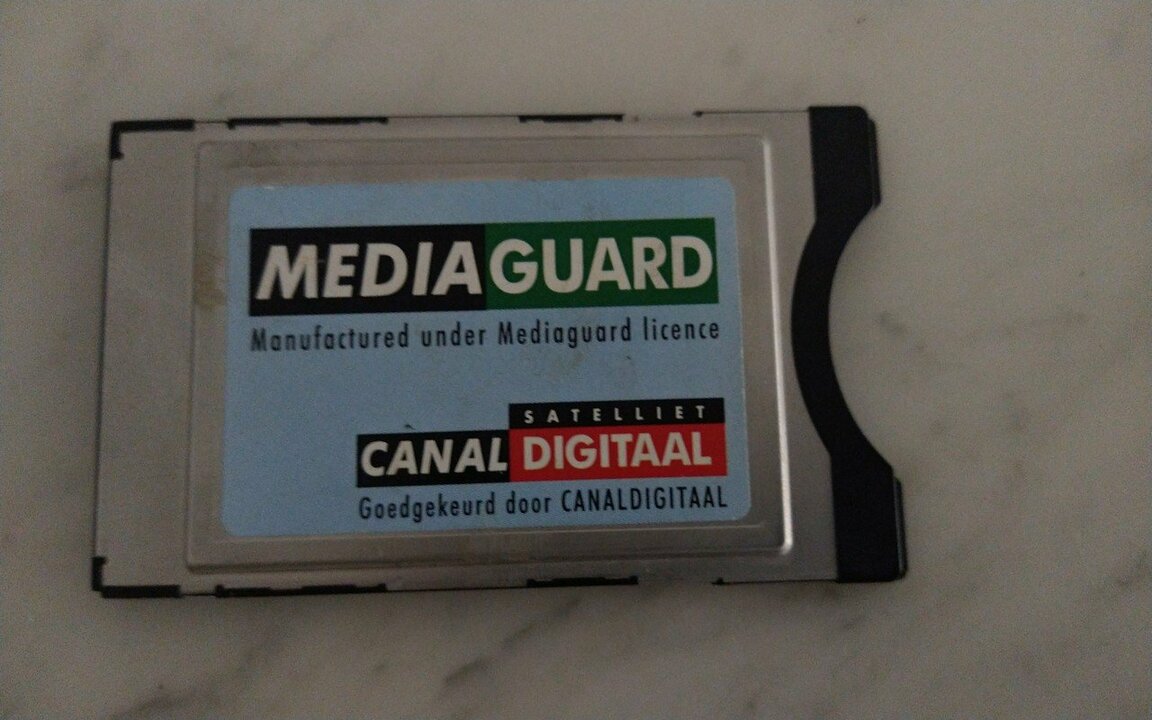 MEDIAGUARD
Manufactured under Mediaguard licence
SATELLIET
CANAL DIGITAAL
Goedgekeurd door CANALDIGITAAL